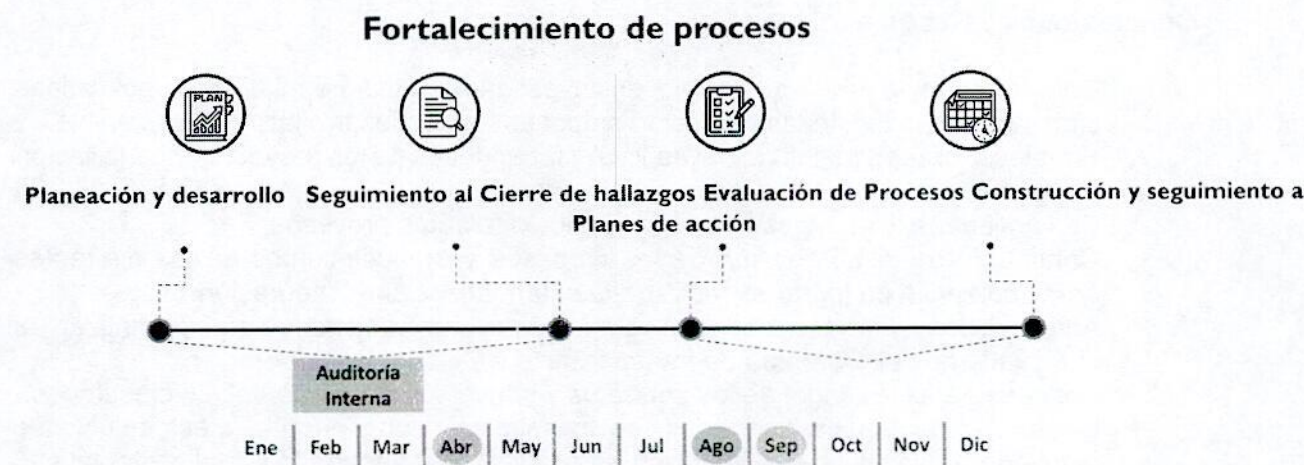 Fortalecimiento de procesos
PLAN
Planeación y desarrollo Seguimiento al Cierre de hallazgos Evaluación de Procesos Construcción y seguimiento a
Planes de acción
Auditoría
Interna
Ene Feb Mar Abr May Jun Jul Ago Sep Oct Nov Dic